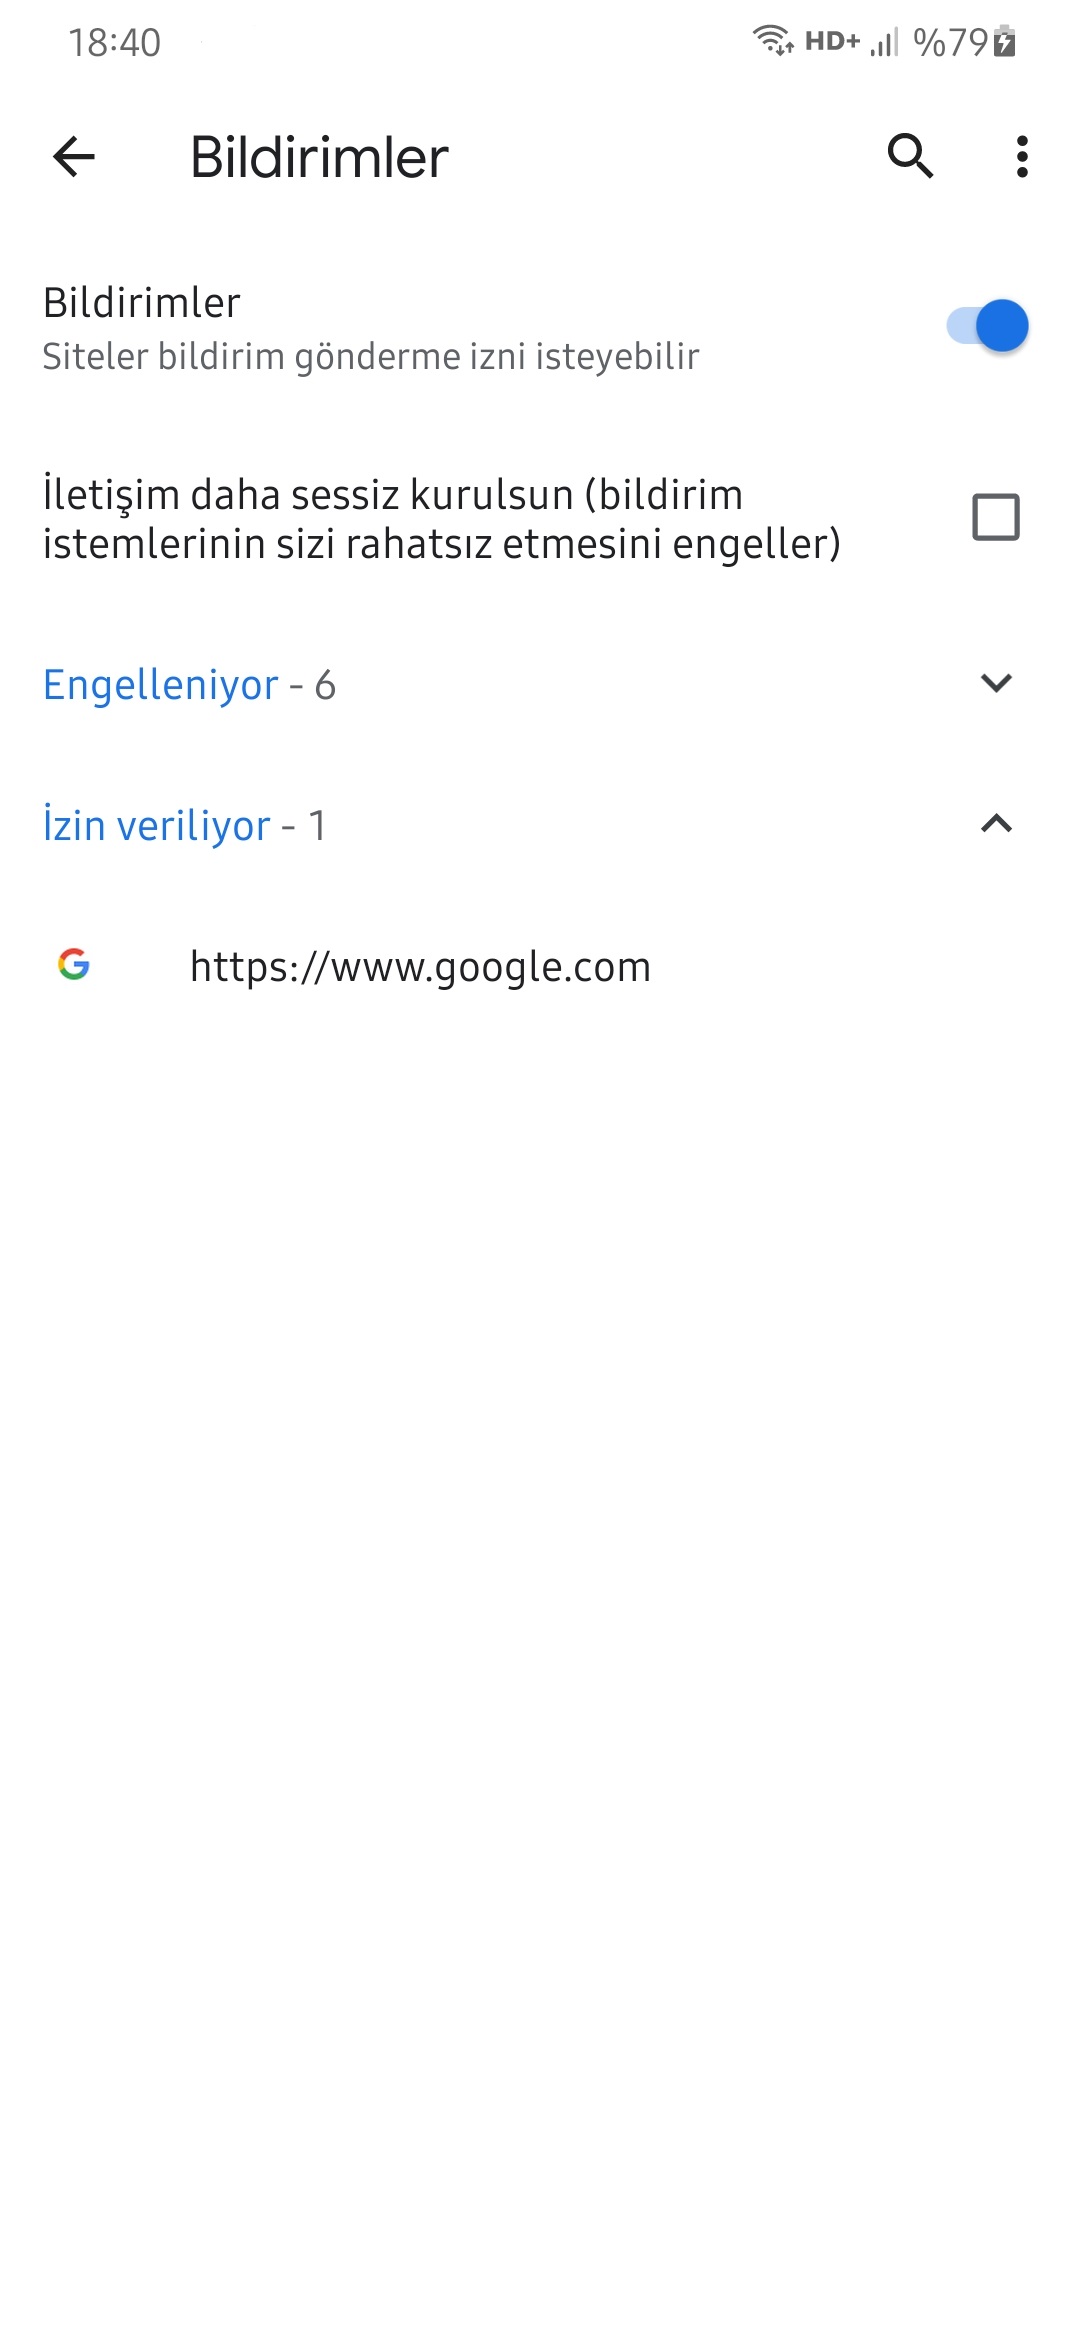 18:40 HD+ %79
Bildirimler
Bildirimler
Siteler bildirim gönderme izni isteyebilir
İletişim daha sessiz kurulsun (bildirim
istemlerinin sizi rahatsız etmesini engeller)
Engelleniyor - 6
İzin veriliyor - 1
https://www.google.com